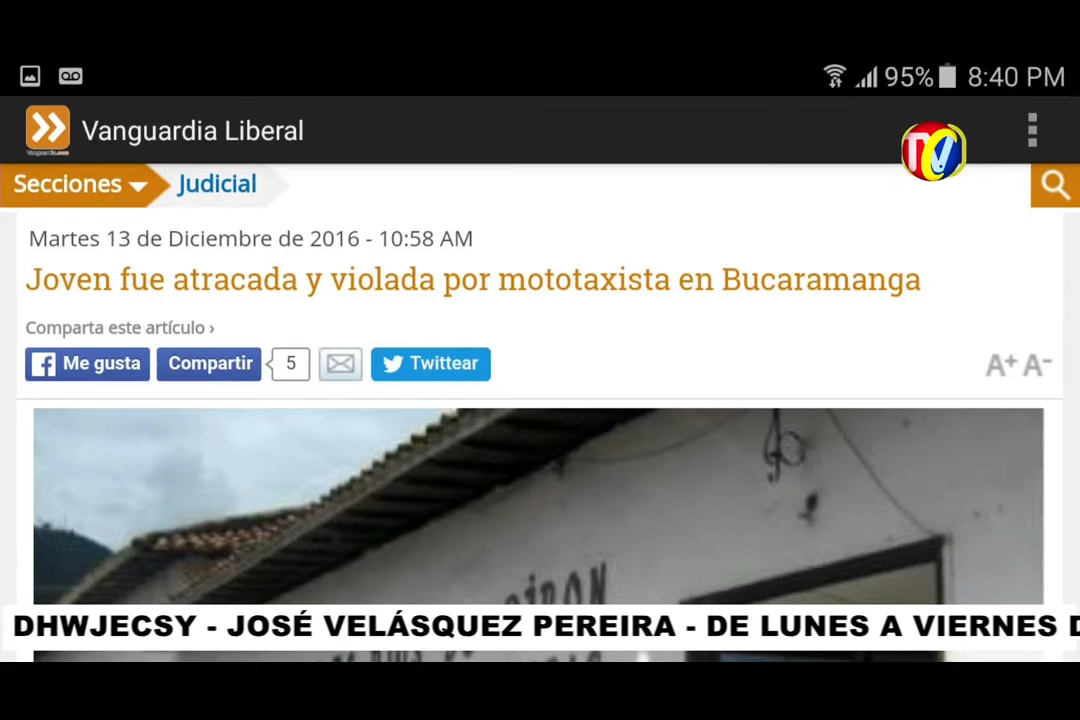 95% 8:40 PM
Vanguardia Liberal
TV
Secciones Judicial
Martes 13 de Diciembre de 2016 - 10:58 AM
Joven fue atracada y violada por mototaxista en Bucaramanga
Comparta este artículo ›
Me gusta Compartir 5 Twittear
A+ A-
DHWJECSY - JOSÉ VELÁSQUEZ PEREIRA - DE LUNES A VIERNES D